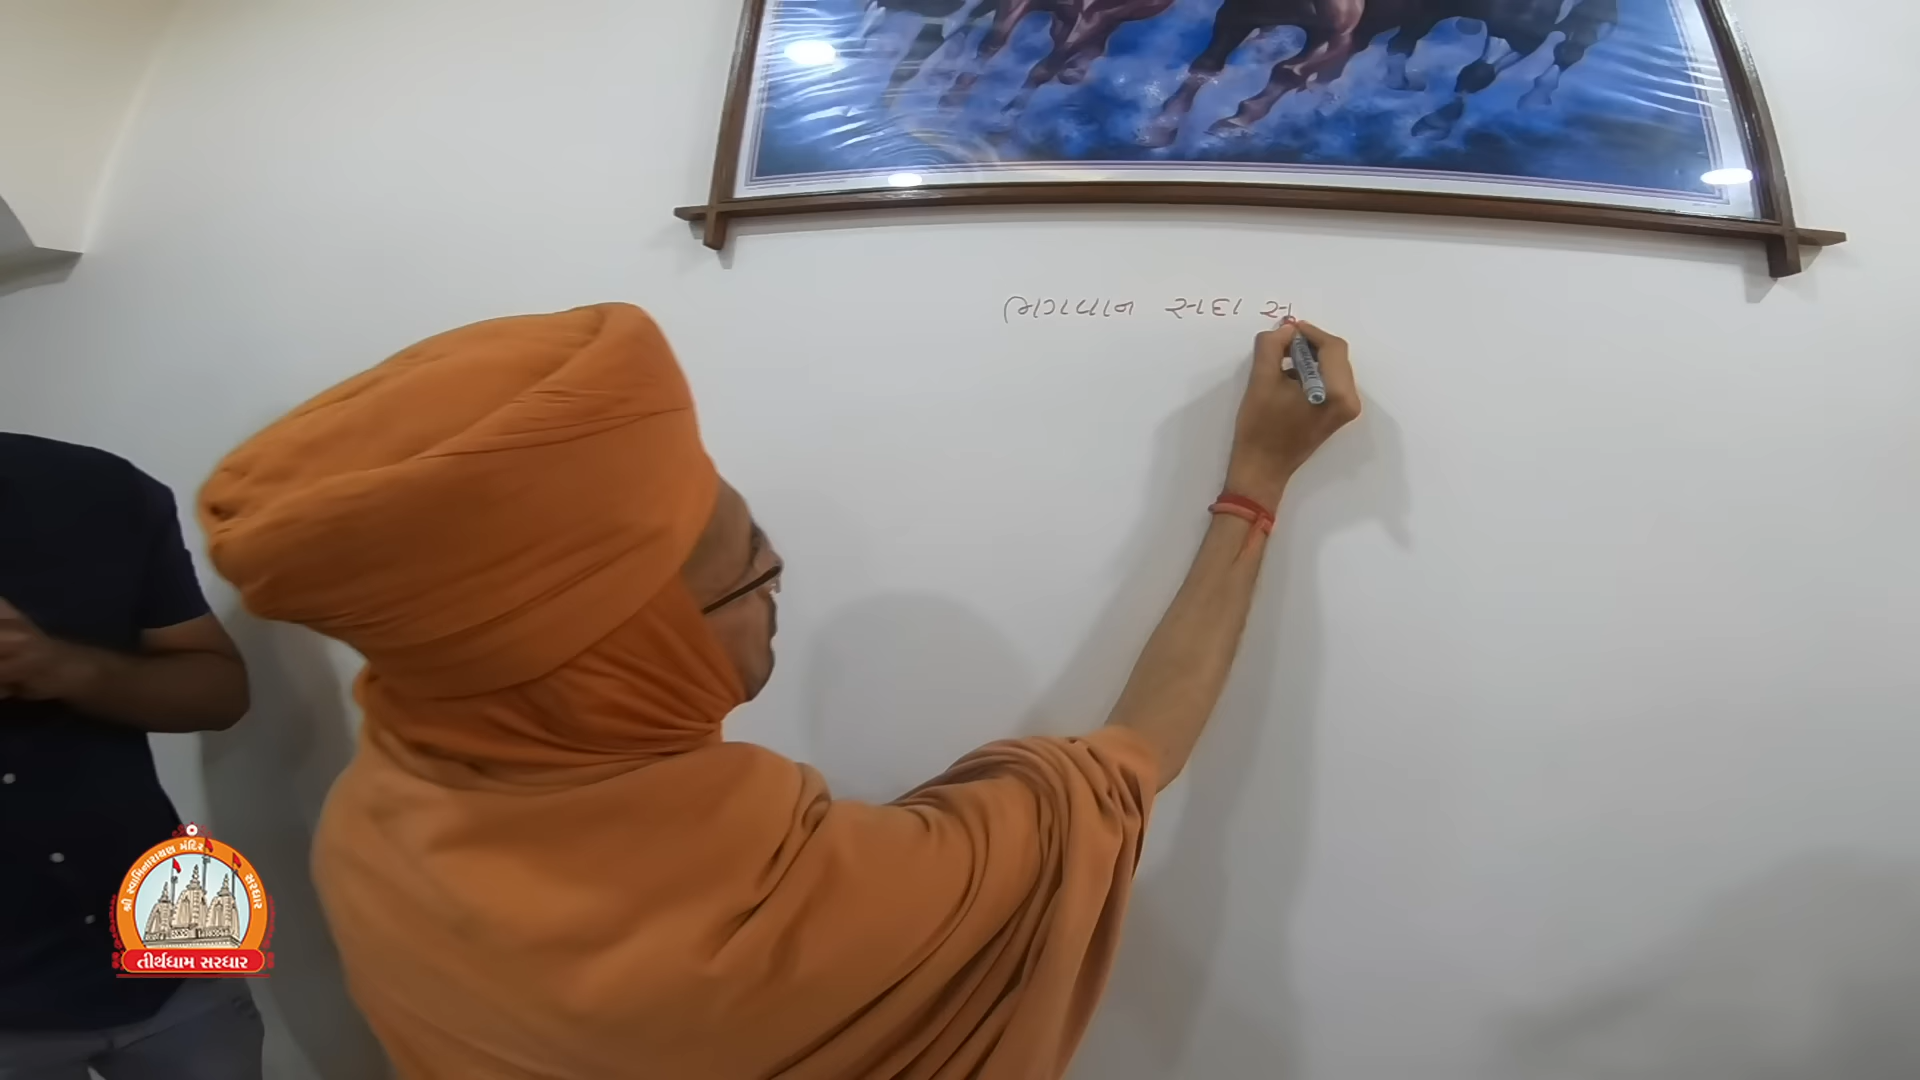 ભગવાન સદા સ
શ્રી સ્વામિનારાયણ મંદિર સરધાર
તીર્થધામ સરધાર